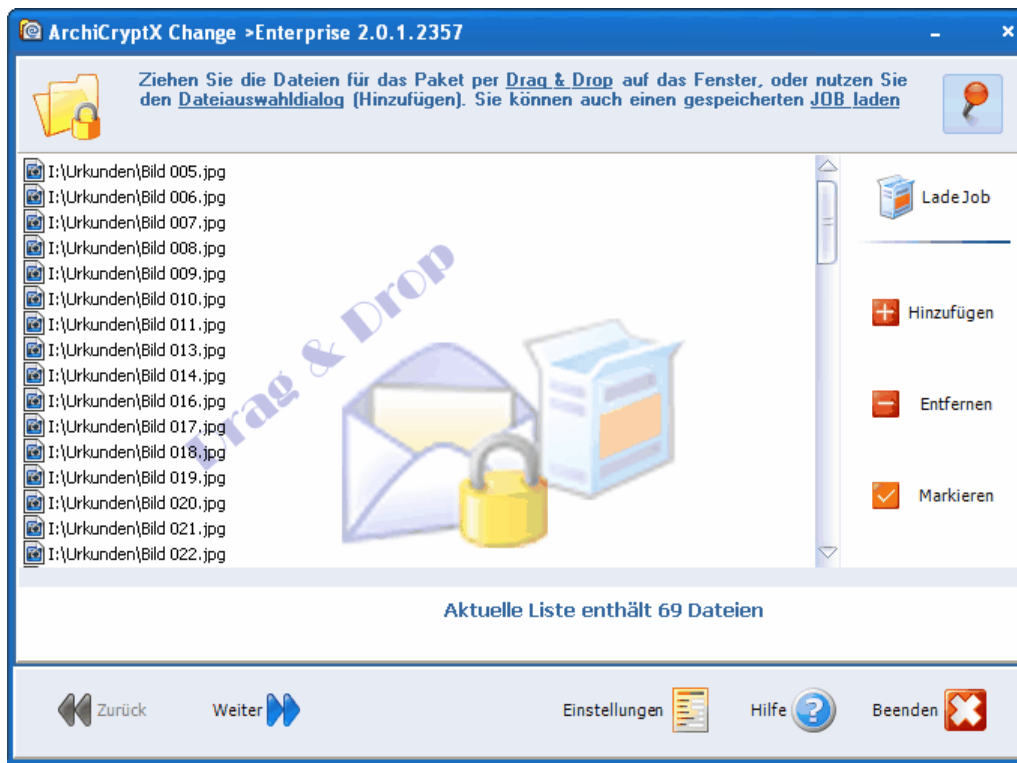 ArchiCryptX Change >Enterprise 2.0.1.2357
Ziehen Sie die Dateien für das Paket per Drag & Drop auf das Fenster, oder nutzen Sie
den Dateiauswahldialog (Hinzufügen). Sie können auch einen gespeicherten JOB laden
I:\Urkunden\Bild 005.jpg
I:\Urkunden\Bild 006.jpg
I:\Urkunden\Bild 007.jpg
I:\Urkunden\Bild 008.jpg
I:\Urkunden\Bild 009.jpg
I:\Urkunden\Bild 010.jpg
I:\Urkunden\Bild 011.jpg
I:\Urkunden\Bild 013.jpg
I:\Urkunden\Bild 014.jpg
I:\Urkunden\Bild 016.jpg
I:\Urkunden\Bild 017.jpg
I:\Urkunden\Bild 018.jpg
I:\Urkunden\Bild 019.jpg
I:\Urkunden\Bild 020.jpg
I:\Urkunden\Bild 021.jpg
I:\Urkunden\Bild 022.jpg
Drag & Drop
Lade Job
Hinzufügen
Entfernen
Markieren
Aktuelle Liste enthält 69 Dateien
Zurück
Weiter
Einstellungen
Hilfe
Beenden